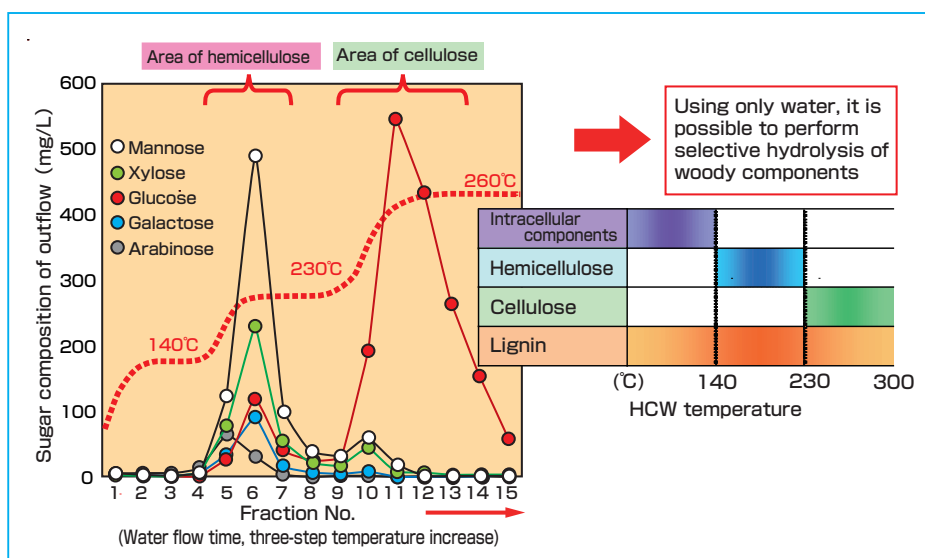 Area of hemicellulose
Area of cellulose
Sugar composition of outflow (mg/L)
600
500
400
300
200
100
0
Mannose
Xylose
Glucose
Galactose
Arabinose
140℃
230℃
260℃
1 2 3 4 5 6 7 8 9 10 11 12 13 14 15
Fraction No.
(Water flow time, three-step temperature increase)
Using only water, it is
possible to perform
selective hydrolysis of
woody components
Intracellular
components
Hemicellulose
Cellulose
Lignin
(℃) 140 230 300
HCW temperature